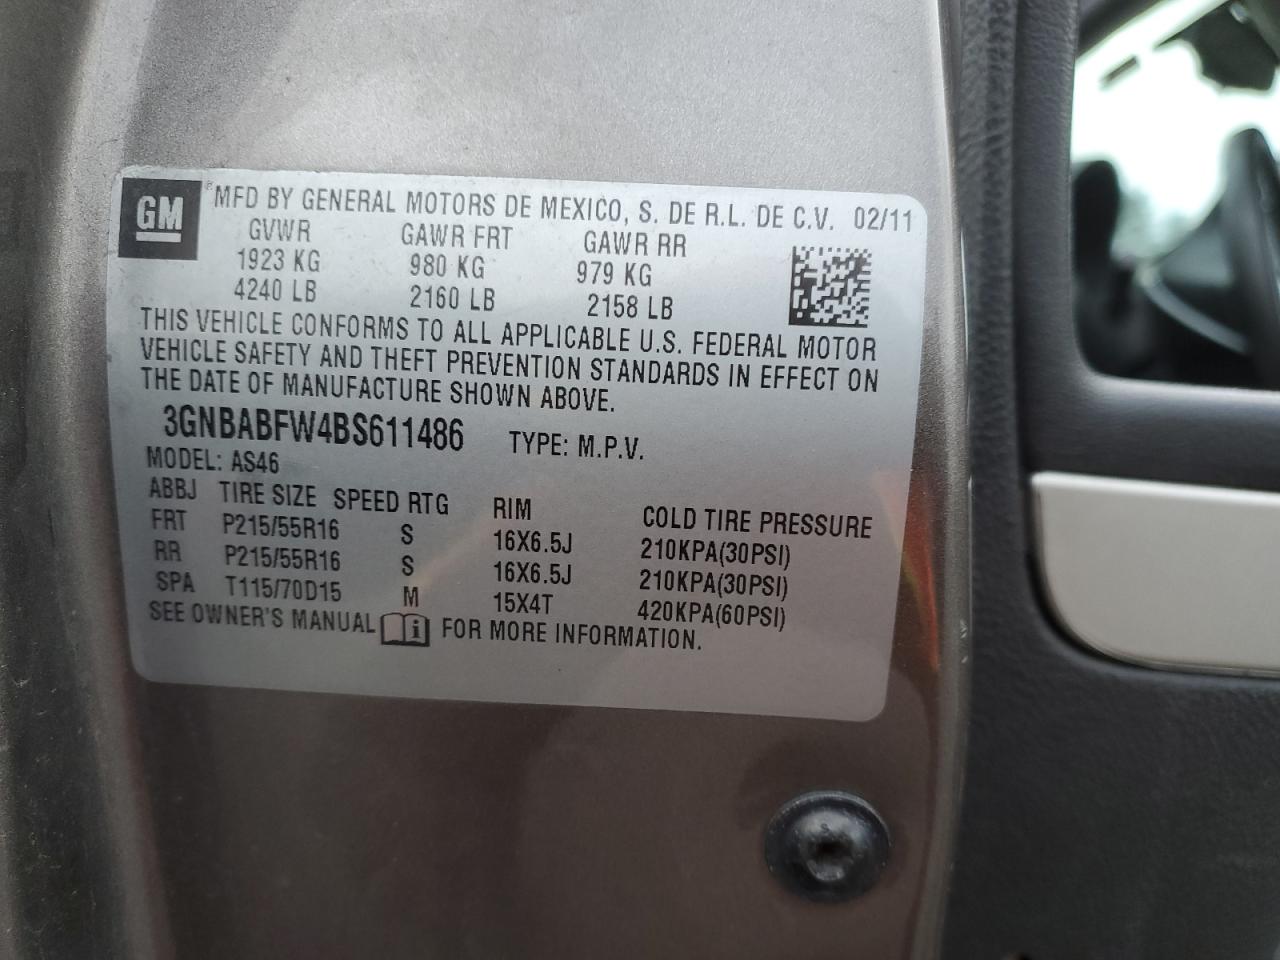 GM
® MFD BY GENERAL MOTORS DE MEXICO, S. DE R.L. DE C.V. 02/11
GVWR GAWR FRT GAWR RR
1923 KG 980 KG 979 KG
4240 LB 2160 LB 2158 LB
THIS VEHICLE CONFORMS TO ALL APPLICABLE U.S. FEDERAL MOTOR
VEHICLE SAFETY AND THEFT PREVENTION STANDARDS IN EFFECT ON
THE DATE OF MANUFACTURE SHOWN ABOVE.
3GNBABFW4BS611486 TYPE: M.P.V.
MODEL: AS46
ABBJ TIRE SIZE SPEED RTG RIM COLD TIRE PRESSURE
FRT P215/55R16 S 16X6.5J 210KPA(30PSI)
RR P215/55R16 S 16X6.5J 210KPA(30PSI)
SPA T115/70D15 M 15X4T 420KPA(60PSI)
SEE OWNER'S MANUAL i FOR MORE INFORMATION.